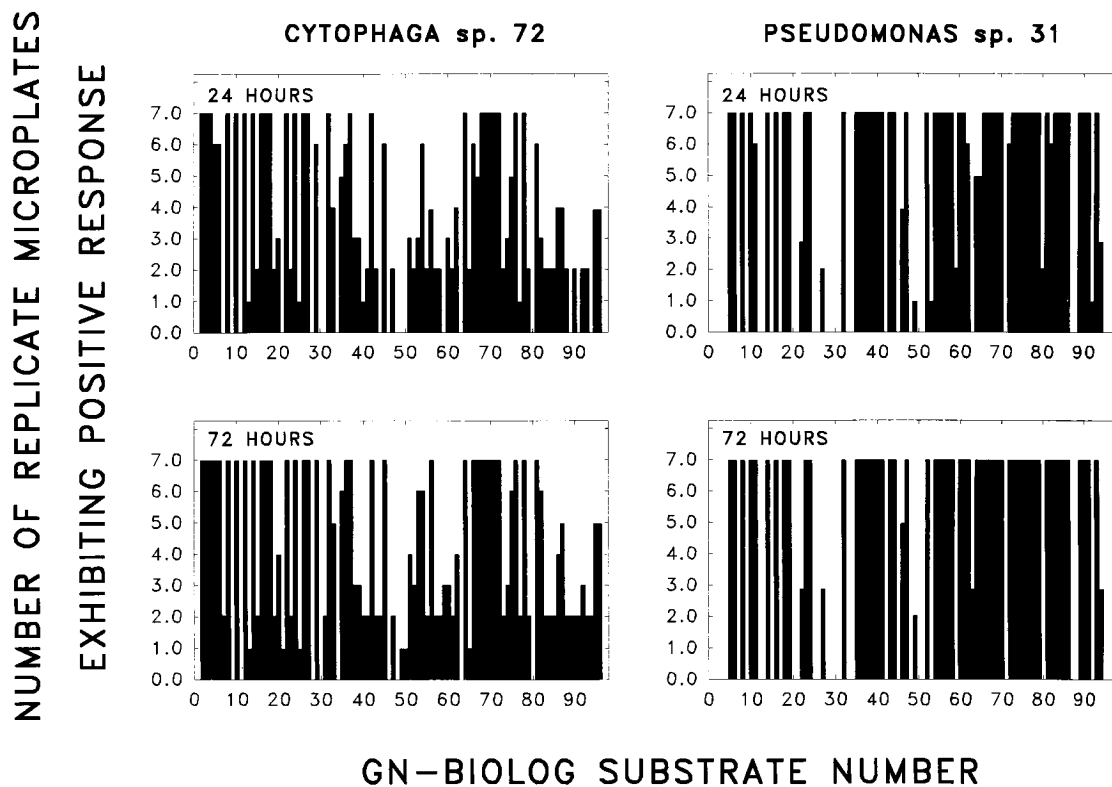 NUMBER OF REPLICATE MICROPLATES
EXHIBITING POSITIVE RESPONSE
CYTOPHAGA sp. 72
24 HOURS
7.0
6.0
5.0
4.0
3.0
2.0
1.0
0.0
0 10 20 30 40 50 60 70 80 90
PSEUDOMONAS sp. 31
24 HOURS
7.0
6.0
5.0
4.0
3.0
2.0
1.0
0.0
0 10 20 30 40 50 60 70 80 90
72 HOURS
7.0
6.0
5.0
4.0
3.0
2.0
1.0
0.0
0 10 20 30 40 50 60 70 80 90
72 HOURS
7.0
6.0
5.0
4.0
3.0
2.0
1.0
0.0
0 10 20 30 40 50 60 70 80 90
GN-BIOLOG SUBSTRATE NUMBER